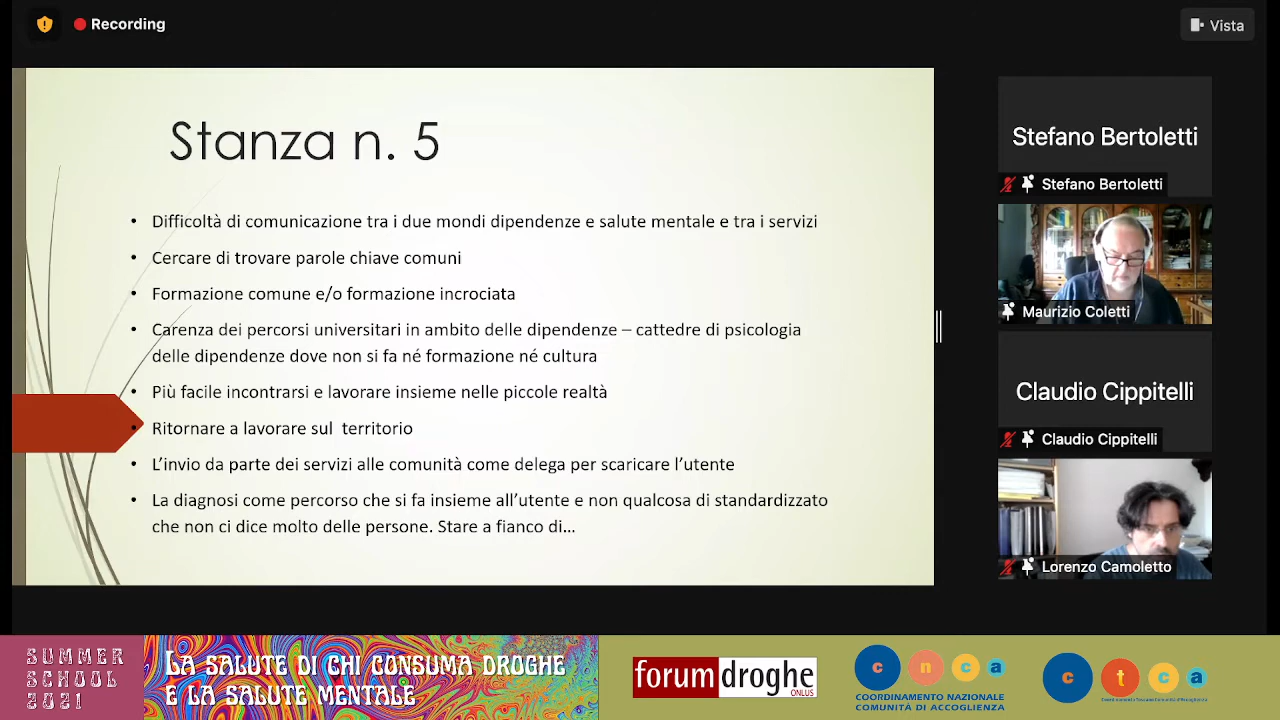 Recording
Vista
Stanza n. 5
• Difficoltà di comunicazione tra i due mondi dipendenze e salute mentale e tra i servizi
• Cercare di trovare parole chiave comuni
• Formazione comune e/o formazione incrociata
• Carenza dei percorsi universitari in ambito delle dipendenze – cattedre di psicologia
delle dipendenze dove non si fa né formazione né cultura
• Più facile incontrarsi e lavorare insieme nelle piccole realtà
• Ritornare a lavorare sul  territorio
• L’invio da parte dei servizi alle comunità come delega per scaricare l’utente
• La diagnosi come percorso che si fa insieme all’utente e non qualcosa di standardizzato
che non ci dice molto delle persone. Stare a fianco di...
Stefano Bertoletti
Stefano Bertoletti
Maurizio Coletti
Claudio Cippitelli
Claudio Cippitelli
Lorenzo Camoletto
SUMMER
SCHOOL
2021
LA SALUTE DI CHI CONSUMA DROGHE
E LA SALUTE MENTALE
forumdroghe
ONLUS
c n c a
COORDINAMENTO NAZIONALE
COMUNITÀ DI ACCOGLIENZA
c t c a